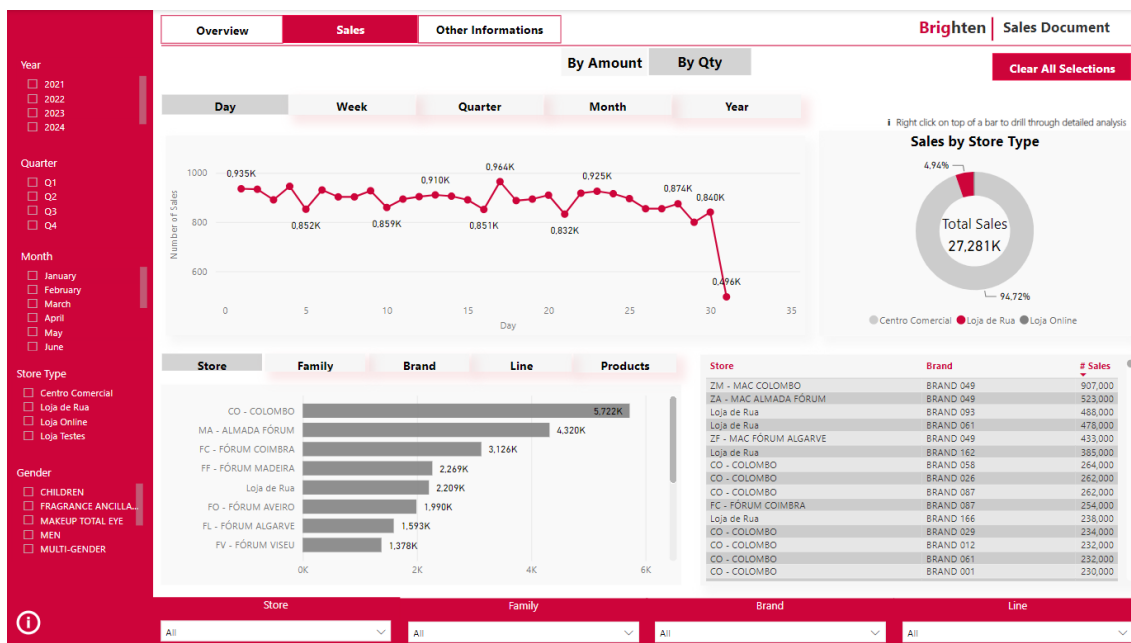 Overview
Sales
Other Informations
Brighten
Sales Document
By Amount
By Qty
Clear All Selections
Year
2021
2022
2023
2024
Quarter
Q1
Q2
Q3
Q4
Month
January
February
March
April
May
June
Store Type
Centro Comercial
Loja de Rua
Loja Online
Loja Testes
Gender
CHILDREN
FRAGRANCE ANCILLA...
MAKEUP TOTAL EYE
MEN
MULTI-GENDER
Day
Week
Quarter
Month
Year
i Right click on top of a bar to drill through detailed analysis
Number of Sales
1000
800
600
0,935K
0,852K
0,859K
0,910K
0,851K
0,964K
0,832K
0,925K
0,874K
0,840K
0,496K
0
5
10
15
20
25
30
35
Day
Sales by Store Type
4,94%
Total Sales
27,281K
94,72%
Centro Comercial
Loja de Rua
Loja Online
Store
Family
Brand
Line
Products
CO - COLOMBO 5,722K
MA - ALMADA FÓRUM 4,320K
FC - FÓRUM COIMBRA 3,126K
FF - FÓRUM MADEIRA 2,269K
Loja de Rua 2,209K
FO - FÓRUM AVEIRO 1,990K
FL - FÓRUM ALGARVE 1,593K
FV - FÓRUM VISEU 1,378K
0K
2K
4K
6K
Store Brand # Sales
ZM - MAC COLOMBO BRAND 049 907,000
ZA - MAC ALMADA FÓRUM BRAND 049 523,000
Loja de Rua BRAND 093 488,000
Loja de Rua BRAND 061 478,000
ZF - MAC FÓRUM ALGARVE BRAND 049 433,000
Loja de Rua BRAND 162 385,000
CO - COLOMBO BRAND 058 264,000
CO - COLOMBO BRAND 026 262,000
CO - COLOMBO BRAND 087 262,000
FC - FÓRUM COIMBRA BRAND 087 254,000
Loja de Rua BRAND 166 238,000
CO - COLOMBO BRAND 029 234,000
CO - COLOMBO BRAND 012 232,000
CO - COLOMBO BRAND 061 232,000
CO - COLOMBO BRAND 001 230,000
Store
All
Family
All
Brand
All
Line
All